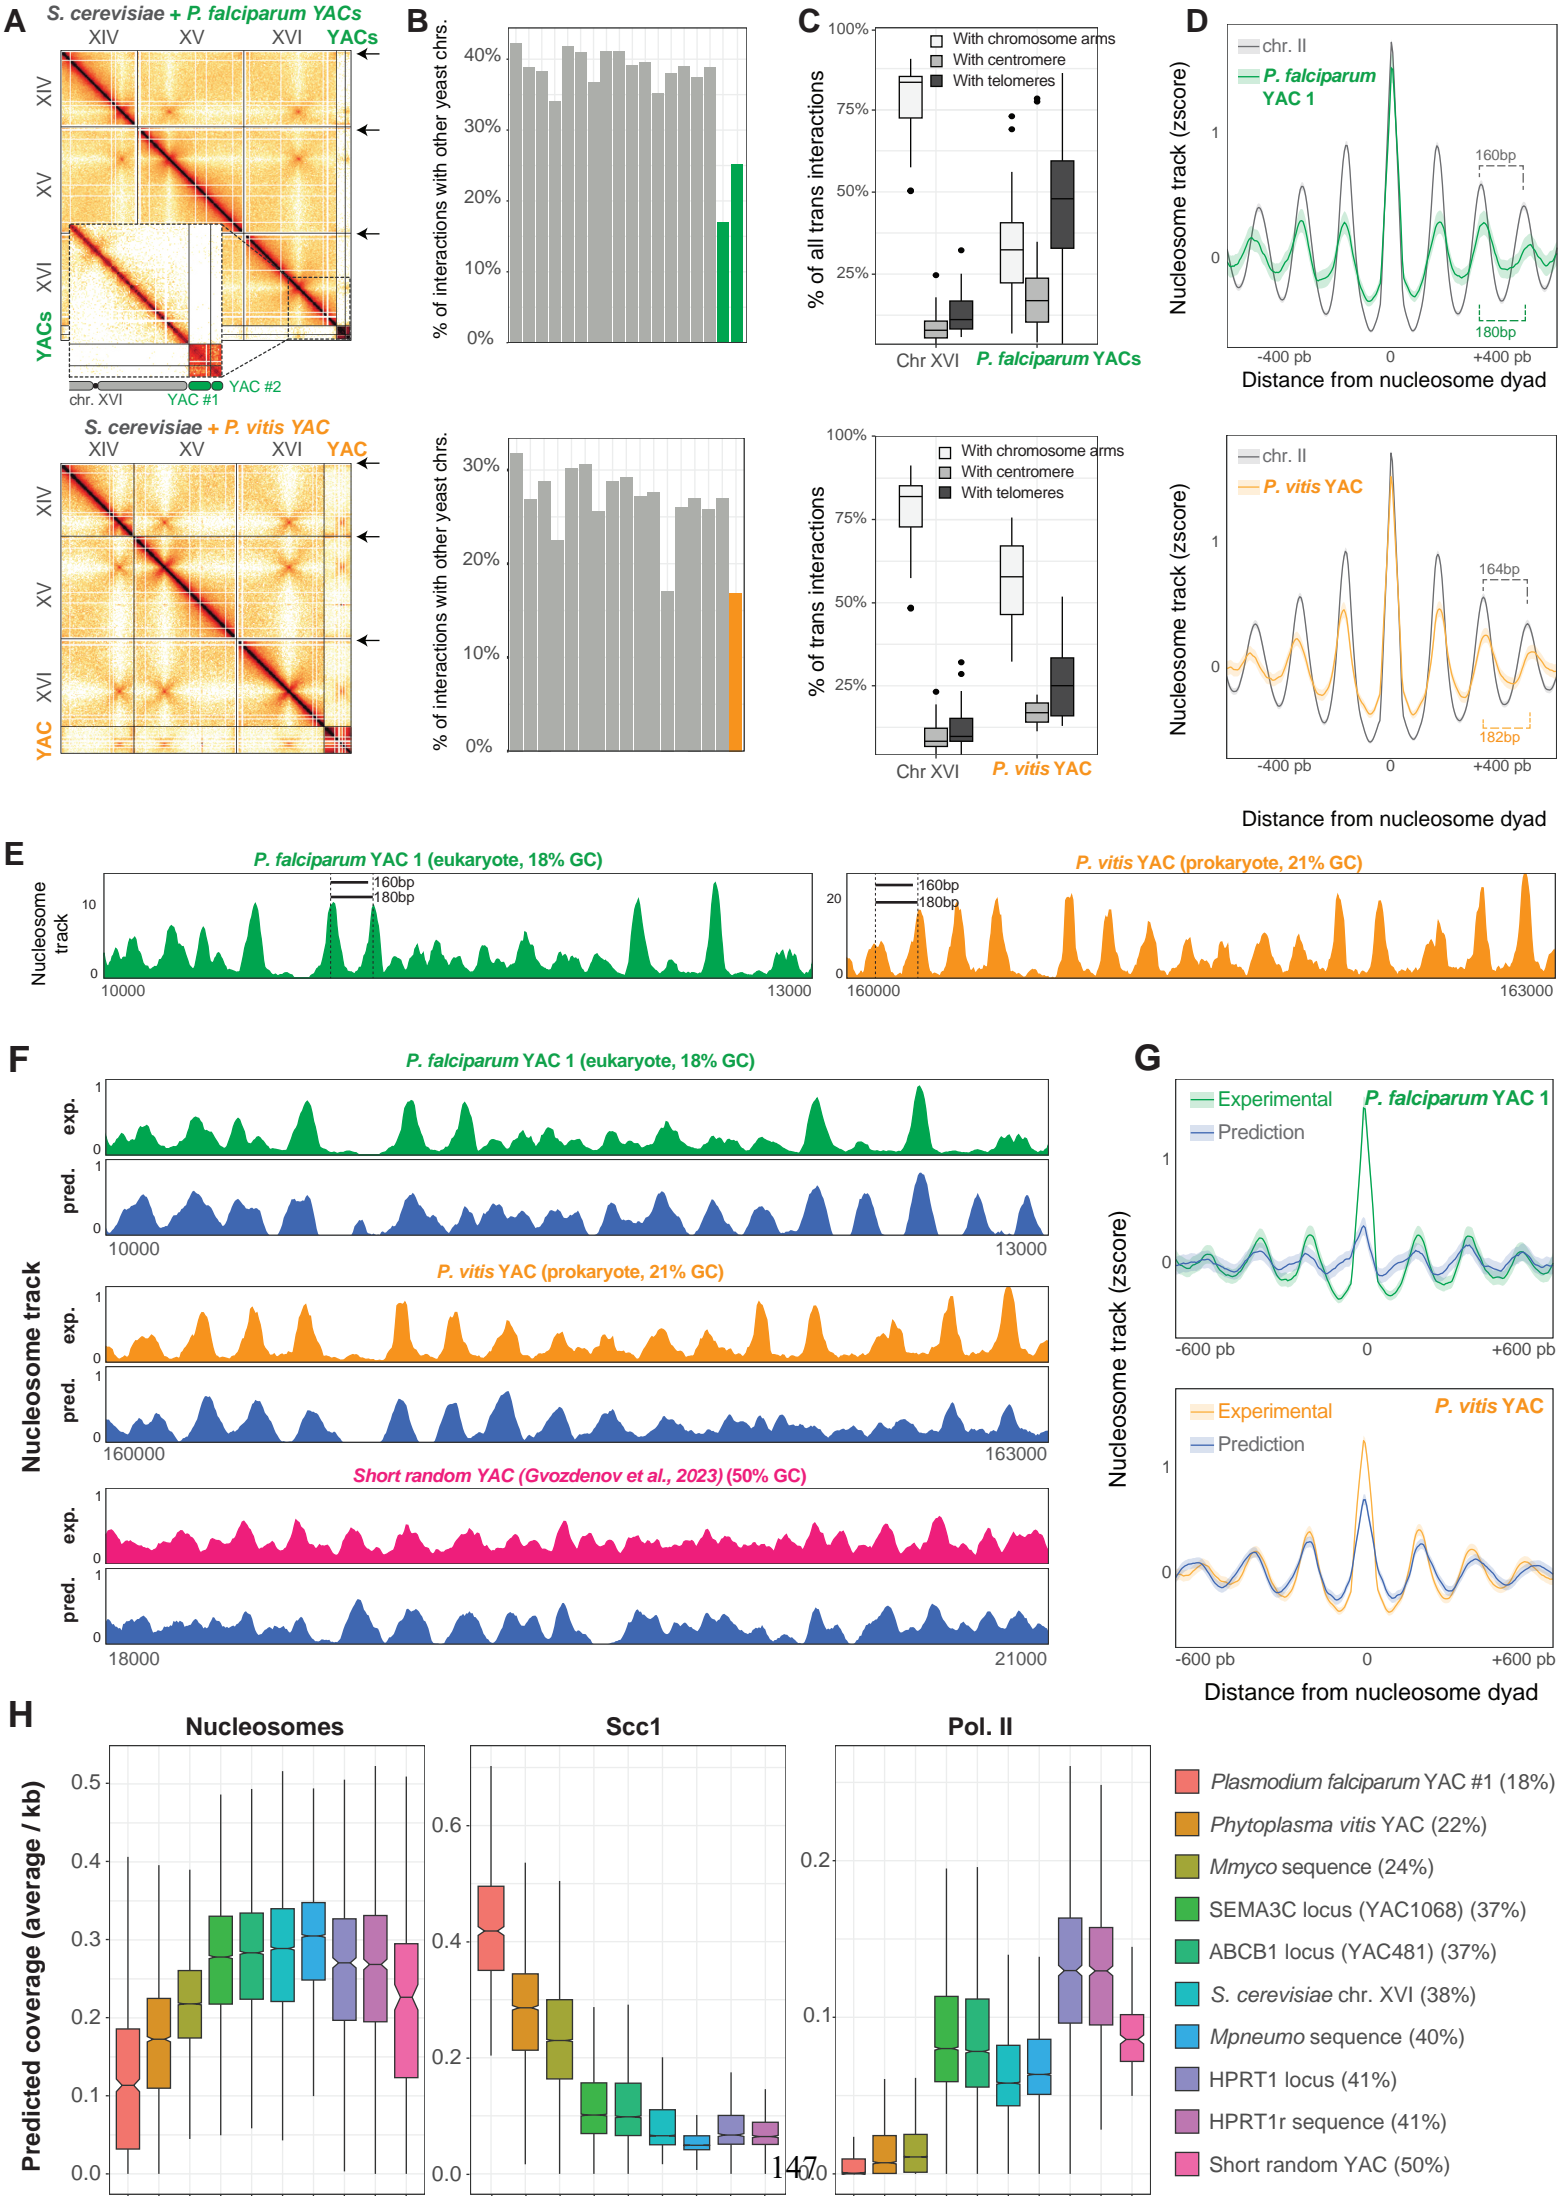 A
S. cerevisiae + P. falciparum YACs
XIV XV XVI YACs
XIV
XV
XVI
YACs
chr. XVI
YAC #1
YAC #2
S. cerevisiae + P. vitis YAC
XIV XV XVI YAC
XIV
XV
XVI
YAC
B
% of interactions with other yeast chrs.
40%
30%
20%
10%
0%
% of interactions with other yeast chrs.
30%
20%
10%
0%
C
% of all trans interactions
100%
75%
50%
25%
With chromosome arms
With centromere
With telomeres
Chr XVI
P. falciparum YACs
% of trans interactions
100%
75%
50%
25%
With chromosome arms
With centromere
With telomeres
Chr XVI
P. vitis YAC
D
Nucleosome track (zscore)
chr. II
P. falciparum
YAC 1
1
0
160bp
180bp
-400 pb 0 +400 pb
Distance from nucleosome dyad
Nucleosome track (zscore)
chr. II
P. vitis YAC
1
0
164bp
182bp
-400 pb 0 +400 pb
Distance from nucleosome dyad
E
P. falciparum YAC 1 (eukaryote, 18% GC)
Nucleosome
track
10
0
160bp
180bp
10000 13000
P. vitis YAC (prokaryote, 21% GC)
20
0
160bp
180bp
160000 163000
F
Nucleosome track
P. falciparum YAC 1 (eukaryote, 18% GC)
exp.
1
0
pred.
1
0
10000 13000
P. vitis YAC (prokaryote, 21% GC)
exp.
1
0
pred.
1
0
160000 163000
Short random YAC (Gvozdenov et al., 2023) (50% GC)
exp.
1
0
pred.
1
0
18000 21000
G
Nucleosome track (zscore)
Experimental
Prediction
P. falciparum YAC 1
1
0
-600 pb 0 +600 pb
Experimental
Prediction
P. vitis YAC
1
0
-600 pb 0 +600 pb
Distance from nucleosome dyad
H
Predicted coverage (average / kb)
Nucleosomes
0.5
0.4
0.3
0.2
0.1
0.0
Scc1
0.6
0.4
0.2
0.0
Pol. II
0.2
0.1
0.0
Plasmodium falciparum YAC #1 (18%)
Phytoplasma vitis YAC (22%)
Mmyco sequence (24%)
SEMA3C locus (YAC1068) (37%)
ABCB1 locus (YAC481) (37%)
S. cerevisiae chr. XVI (38%)
Mpneumo sequence (40%)
HPRT1 locus (41%)
HPRT1r sequence (41%)
Short random YAC (50%)
147